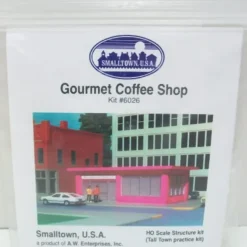 SMALLTOWN, U.S.A.
Gourmet Coffee Shop
Kit #6026
Smalltown, U.S.A.
a product of A.W. Enterprises, Inc.
HO Scale Structure kit
(Tall Town practice kit)